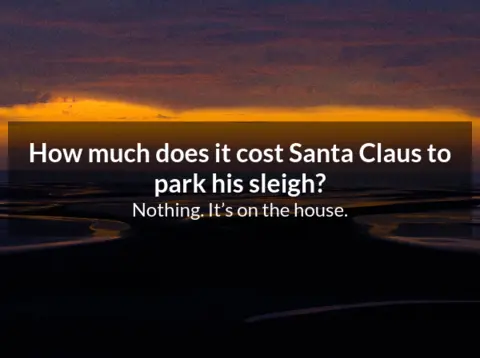 How much does it cost Santa Claus to
park his sleigh?
Nothing. It’s on the house.